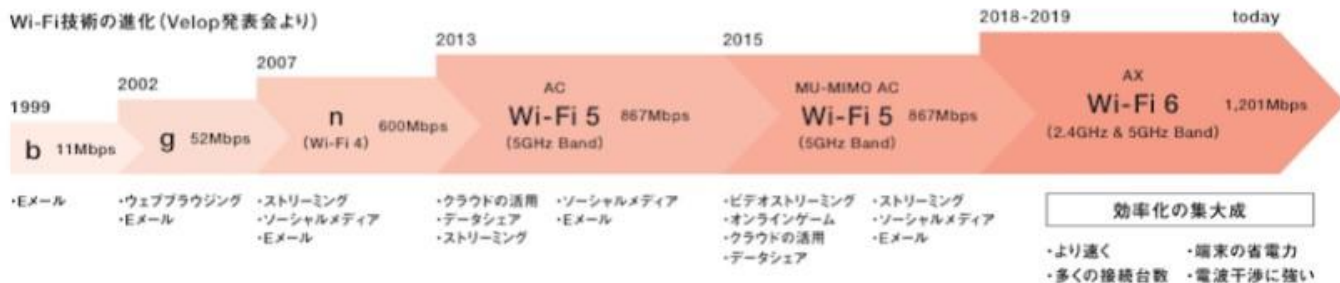 Wi-Fi技術の進化(Velop発表会より)
1999
b 11Mbps
・Eメール
2002
g 52Mbps
・ウェブブラウジング
・Eメール
2007
n 600Mbps
(Wi-Fi 4)
・ストリーミング
・ソーシャルメディア
・Eメール
2013
AC
Wi-Fi 5 867Mbps
(5GHz Band)
・クラウドの活用 ・ソーシャルメディア
・データシェア ・Eメール
・ストリーミング
2015
MU-MIMO AC
Wi-Fi 5 867Mbps
(5GHz Band)
・ビデオストリーミング ・ストリーミング
・オンラインゲーム ・ソーシャルメディア
・クラウドの活用 ・Eメール
・データシェア
2018-2019 today
AX
Wi-Fi 6 1,201Mbps
(2.4GHz & 5GHz Band)
効率化の集大成
・より速く ・端末の省電力
・多くの接続台数 ・電波干渉に強い